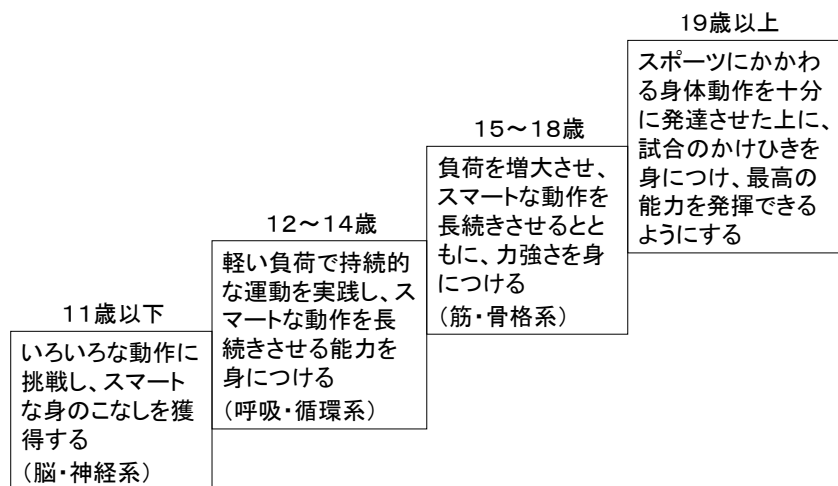 19歳以上
スポーツにかかわ
る身体動作を十分
に発達させた上に、
試合のかけひきを
身につけ、最高の
能力を発揮できる
ようにする
15～18歳
負荷を増大させ、
スマートな動作を
長続きさせるとと
もに、力強さを身
につける
（筋・骨格系）
12～14歳
軽い負荷で持続的
な運動を実践し、ス
マートな動作を長
続きさせる能力を
身につける
（呼吸・循環系）
11歳以下
いろいろな動作に
挑戦し、スマート
な身のこなしを獲
得する
（脳・神経系）